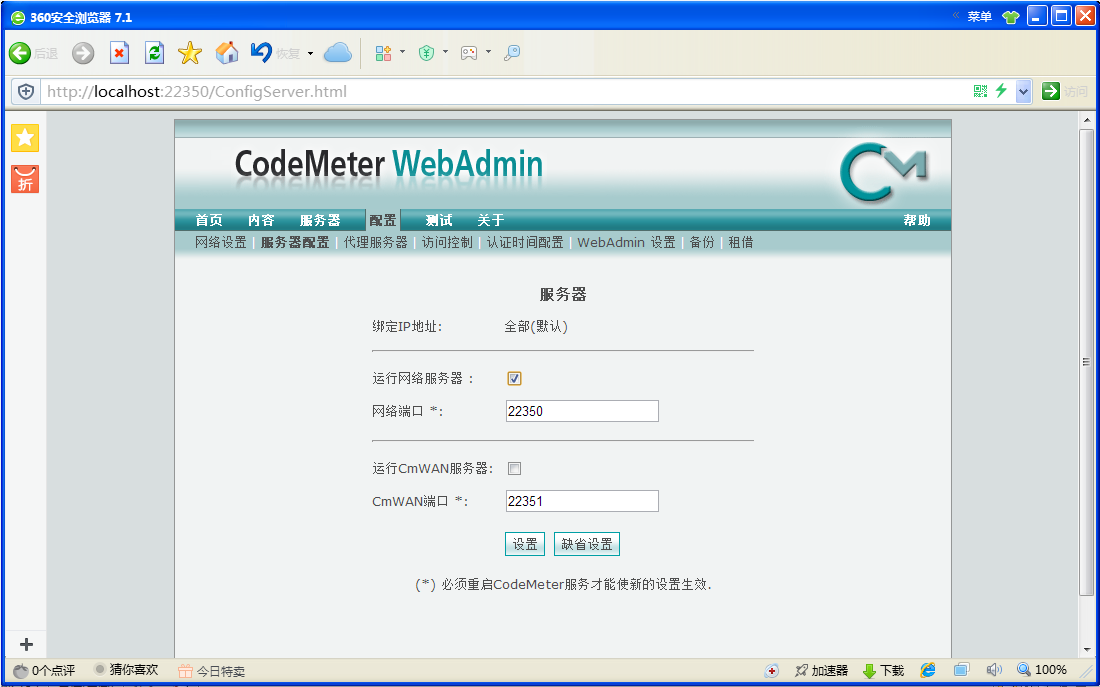 360安全浏览器 7.1
« 菜单
后退 恢复
http://localhost:22350/ConfigServer.html
访问
折
CodeMeter WebAdmin
CM
首页 内容 服务器 配置 测试 关于 帮助
网络设置 | 服务器配置 | 代理服务器 | 访问控制 | 认证时间配置 | WebAdmin 设置 | 备份 | 租借
服务器
绑定IP地址: 全部(默认)
运行网络服务器 :
网络端口 *: 22350
运行CmWAN服务器:
CmWAN端口 *: 22351
设置 缺省设置
(*) 必须重启CodeMeter服务才能使新的设置生效.
0个点评 猜你喜欢 今日特卖 加速器 下载 100%